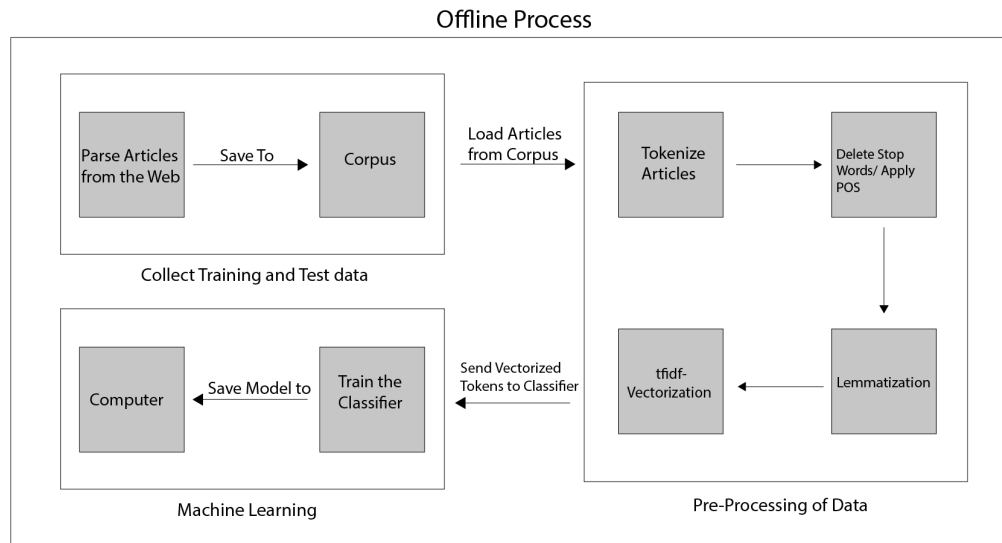 Offline Process
Parse Articles
from the Web
Save To
Corpus
Collect Training and Test data
Load Articles
from Corpus
Tokenize
Articles
Delete Stop
Words/ Apply
POS
Lemmatization
tfidf-
Vectorization
Pre-Processing of Data
Send Vectorized
Tokens to Classifier
Train the
Classifier
Save Model to
Computer
Machine Learning